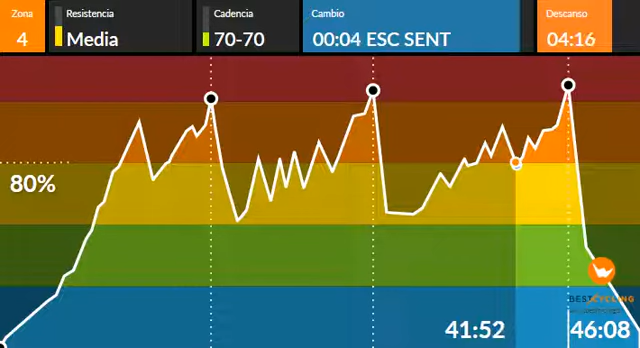 Zona
4
Resistencia
Media
Cadencia
70-70
Cambio
00:04 ESC SENT
Descanso
04:16
80%
BESTCYCLING
41:52
46:08